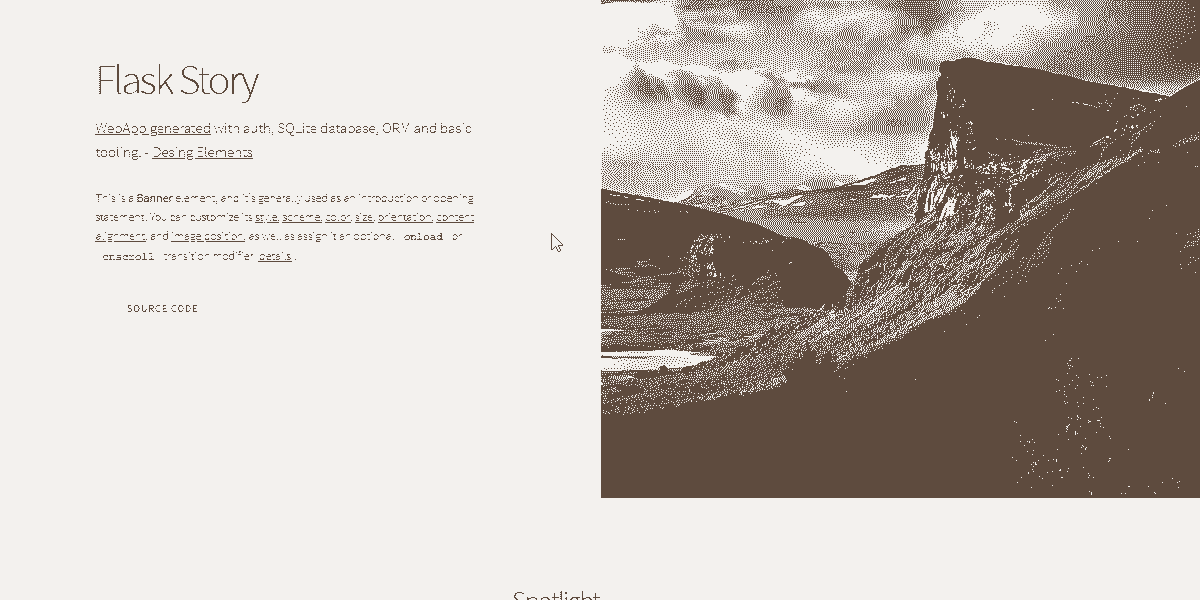 Flask Story
WebApp generated with auth, SQLite database, ORM and basic
tooling. - Desing Elements
This is a Banner element, and it's generally used as an introduction or opening
statement. You can customize its style, scheme, color, size, orientation, content
alignment, and image position, as well as assign it an optional onload or
onscroll transition modifier (details).
SOURCE CODE
Spotlight